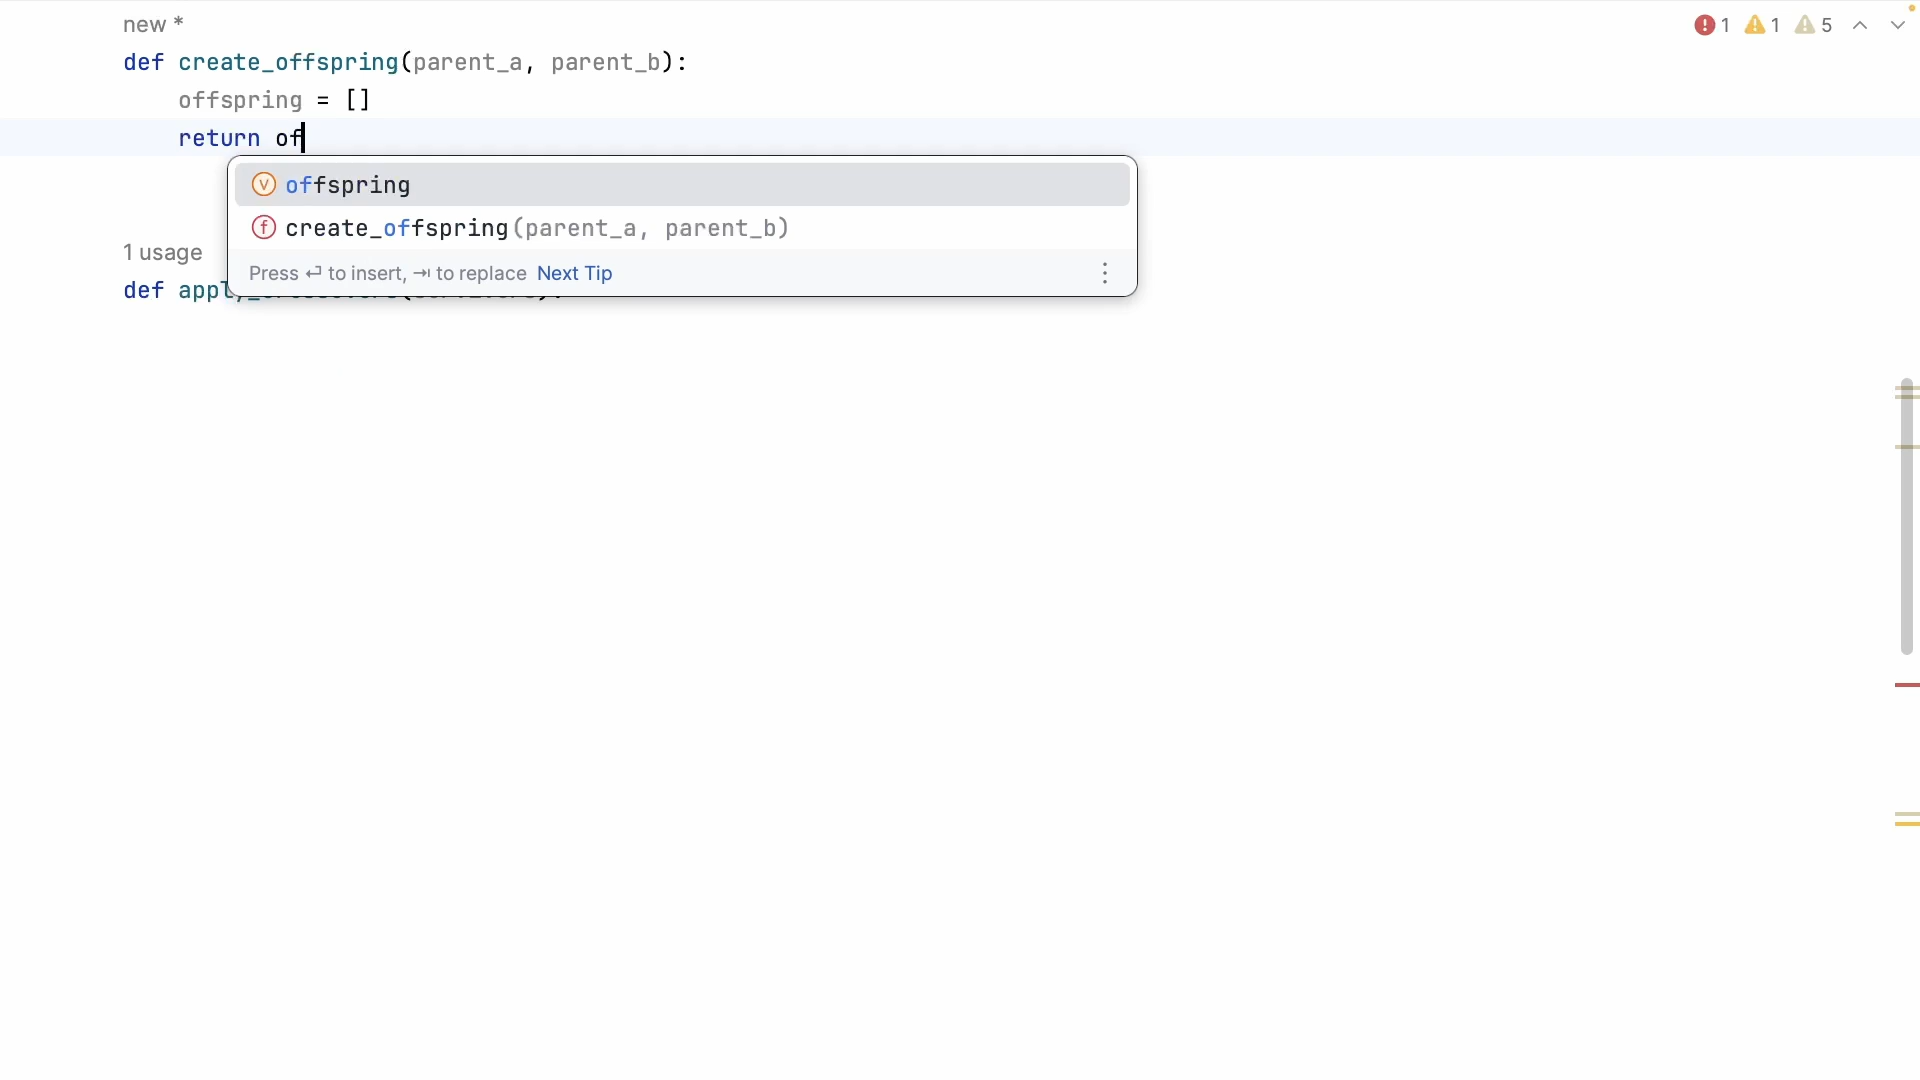 new *
1 1 5
def create_offspring(parent_a, parent_b):
offspring = []
return of
offspring
create_offspring(parent_a, parent_b)
1 usage
Press ⏎ to insert, ⇥ to replace Next Tip
def